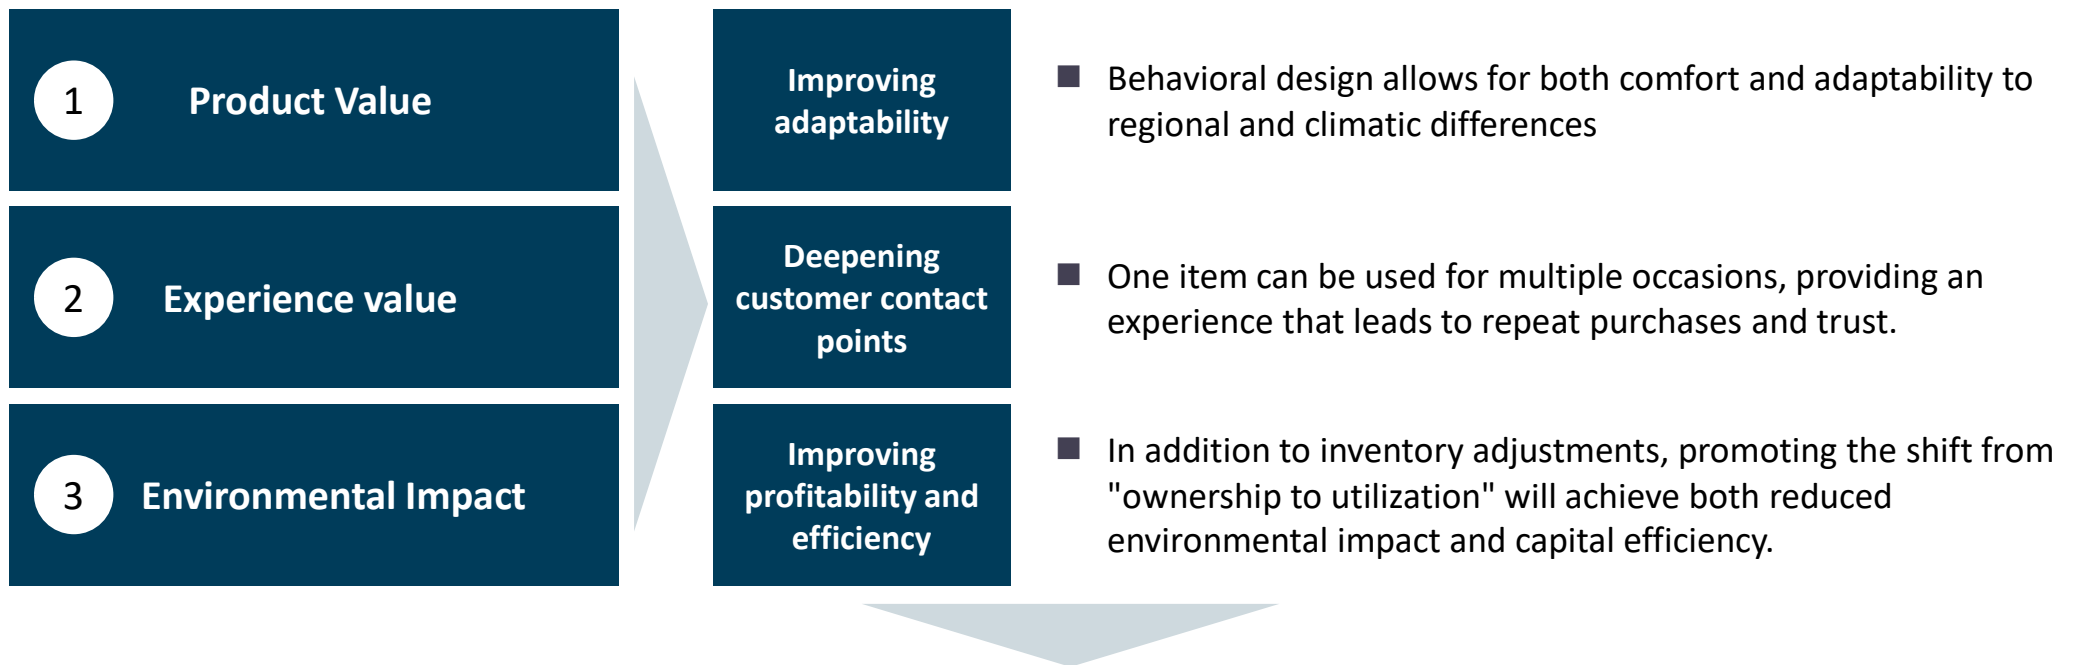 1
Product Value
Improving
adaptability
■ Behavioral design allows for both comfort and adaptability to
regional and climatic differences
2
Experience value
Deepening
customer contact
points
■ One item can be used for multiple occasions, providing an
experience that leads to repeat purchases and trust.
3
Environmental Impact
Improving
profitability and
efficiency
■ In addition to inventory adjustments, promoting the shift from
"ownership to utilization" will achieve both reduced
environmental impact and capital efficiency.